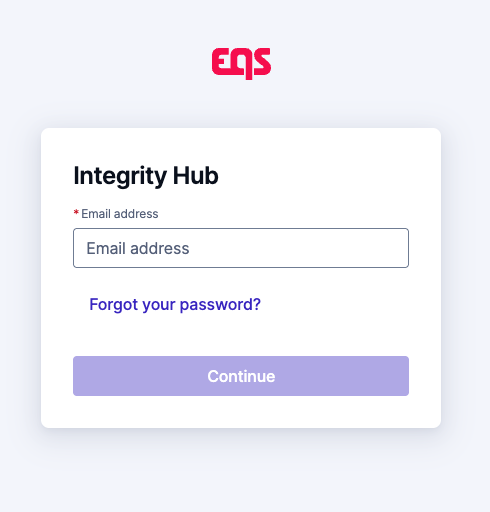 EQS
Integrity Hub
* Email address
Email address
Forgot your password?
Continue